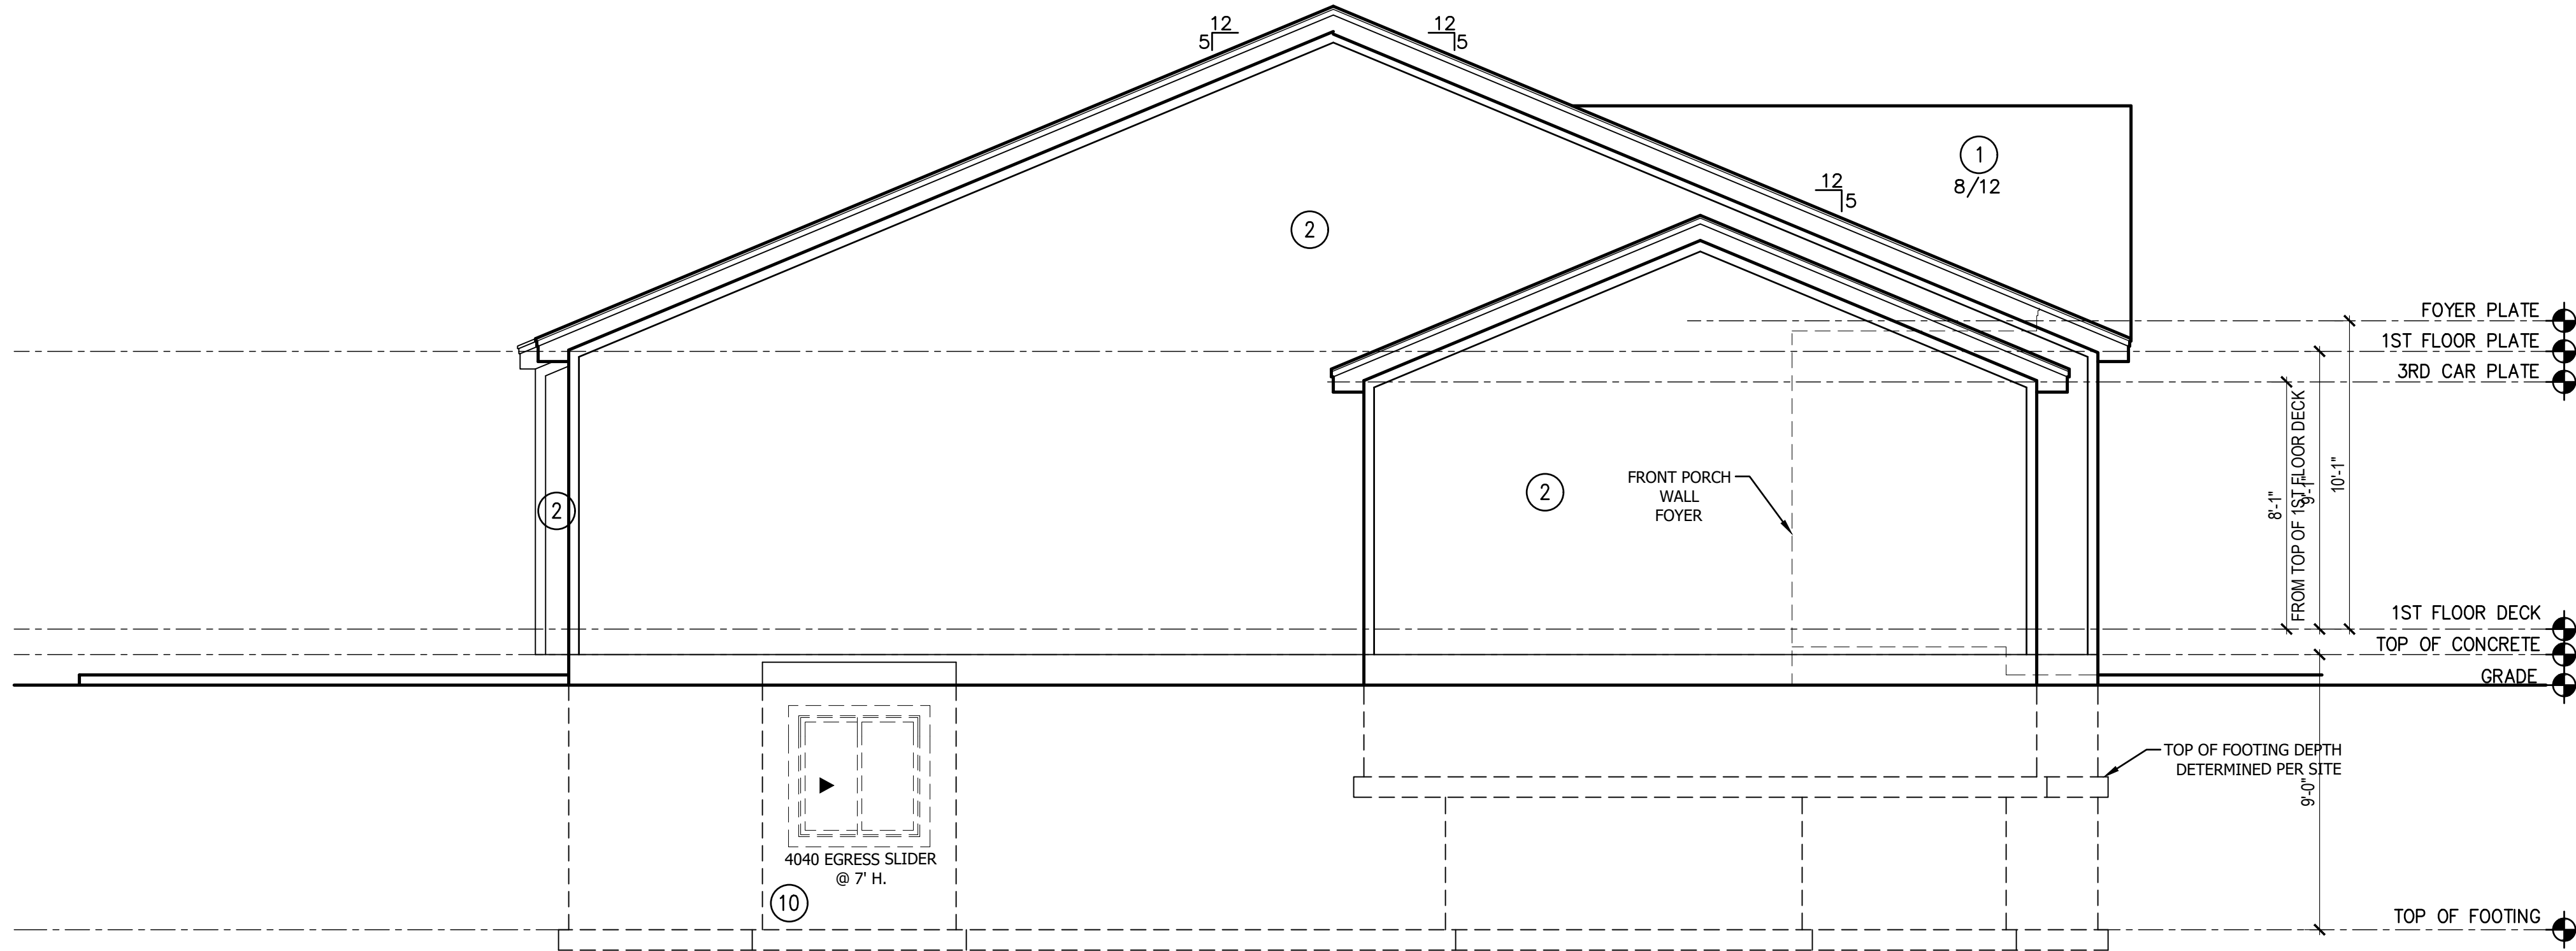 12
5
12
5
1
8/12
12
5
2
FOYER PLATE
1ST FLOOR PLATE
3RD CAR PLATE
2
2
FRONT PORCH
WALL
FOYER
8'-1"
FROM TOP OF 1ST FLOOR DECK
9'-1"
10'-1"
1ST FLOOR DECK
TOP OF CONCRETE
GRADE
TOP OF FOOTING DEPTH
DETERMINED PER SITE
9'-0"
4040 EGRESS SLIDER
@ 7' H.
10
TOP OF FOOTING